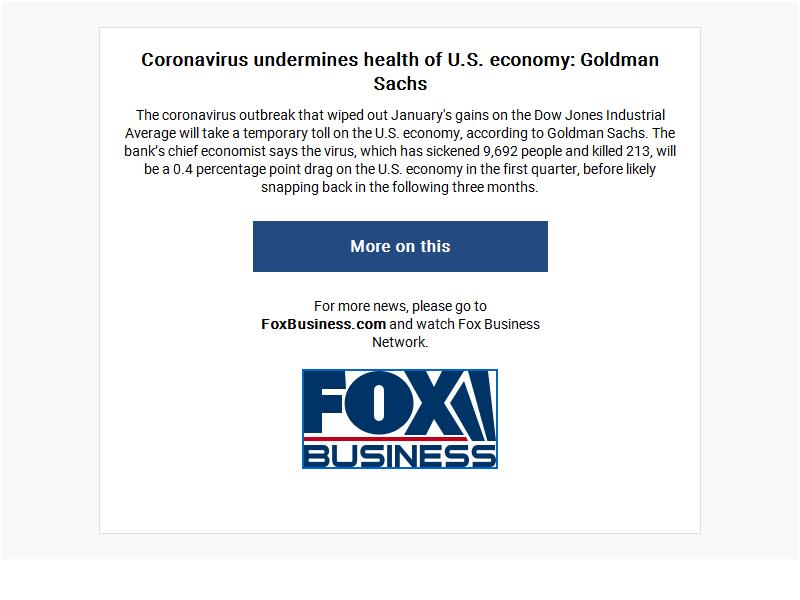 Coronavirus undermines health of U.S. economy: Goldman
Sachs
The coronavirus outbreak that wiped out January's gains on the Dow Jones Industrial
Average will take a temporary toll on the U.S. economy, according to Goldman Sachs. The
bank’s chief economist says the virus, which has sickened 9,692 people and killed 213, will
be a 0.4 percentage point drag on the U.S. economy in the first quarter, before likely
snapping back in the following three months.
More on this
For more news, please go to
FoxBusiness.com and watch Fox Business
Network.
FOX
BUSINESS